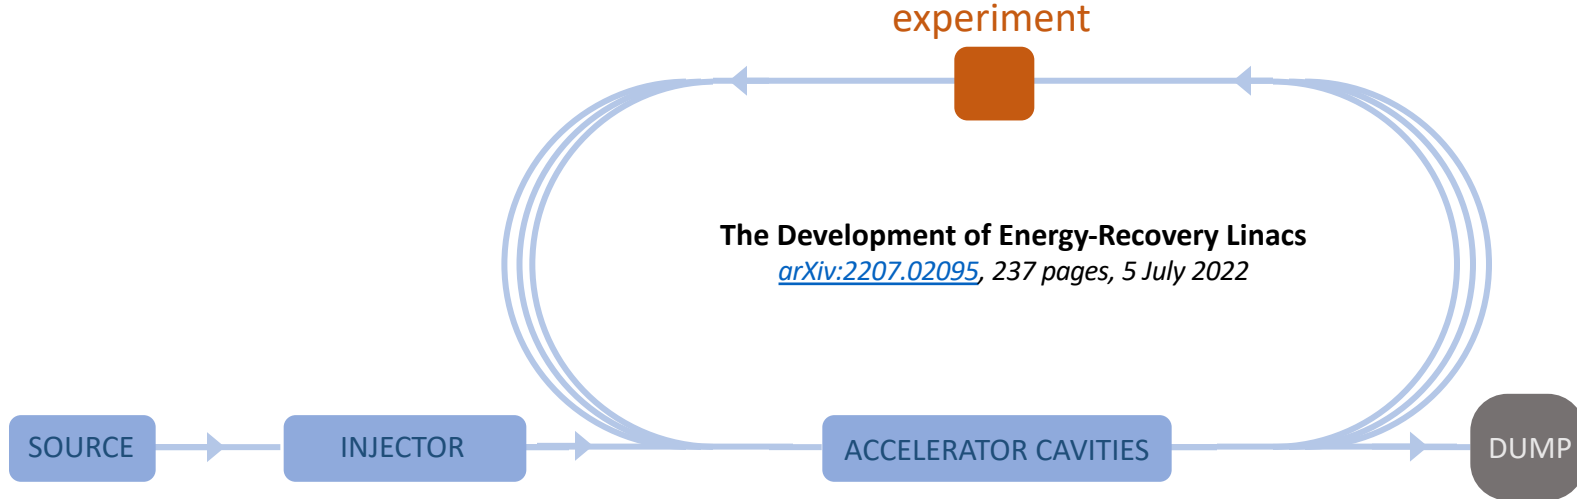 experiment
The Development of Energy-Recovery Linacs
arXiv:2207.02095, 237 pages, 5 July 2022
SOURCE
INJECTOR
ACCELERATOR CAVITIES
DUMP